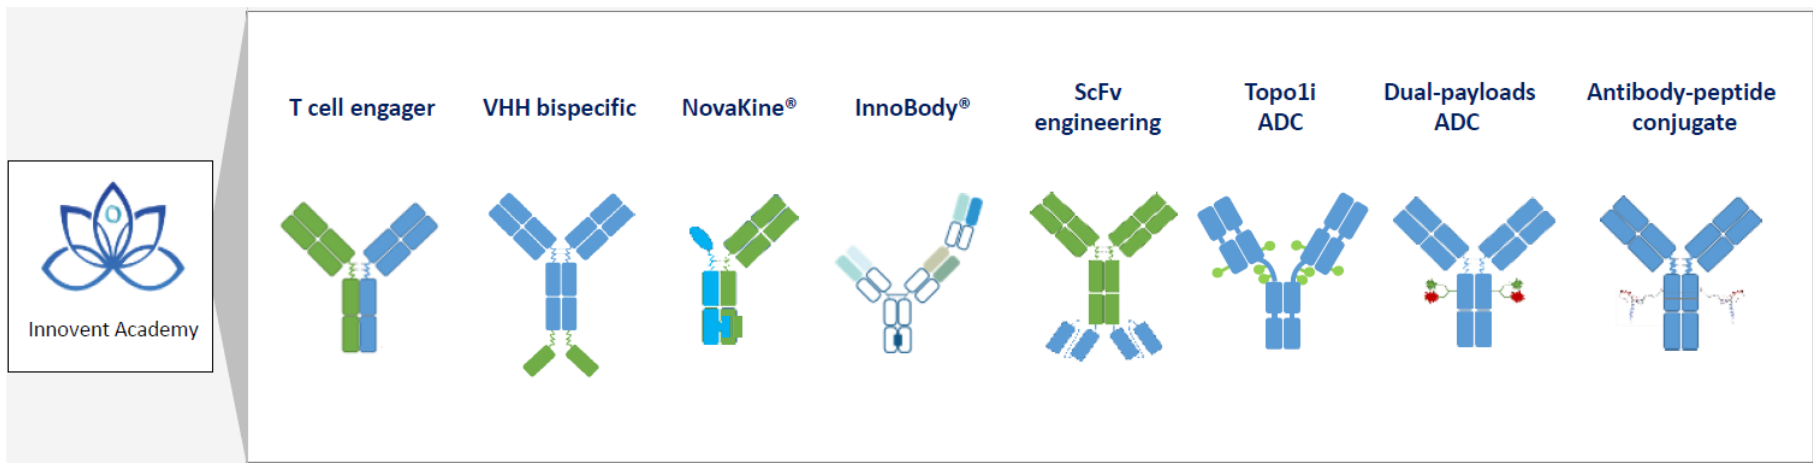 T cell engager
VHH bispecific
NovaKine®
InnoBody®
ScFv
engineering
Topo1i
ADC
Dual-payloads
ADC
Antibody-peptide
conjugate
Innovent Academy